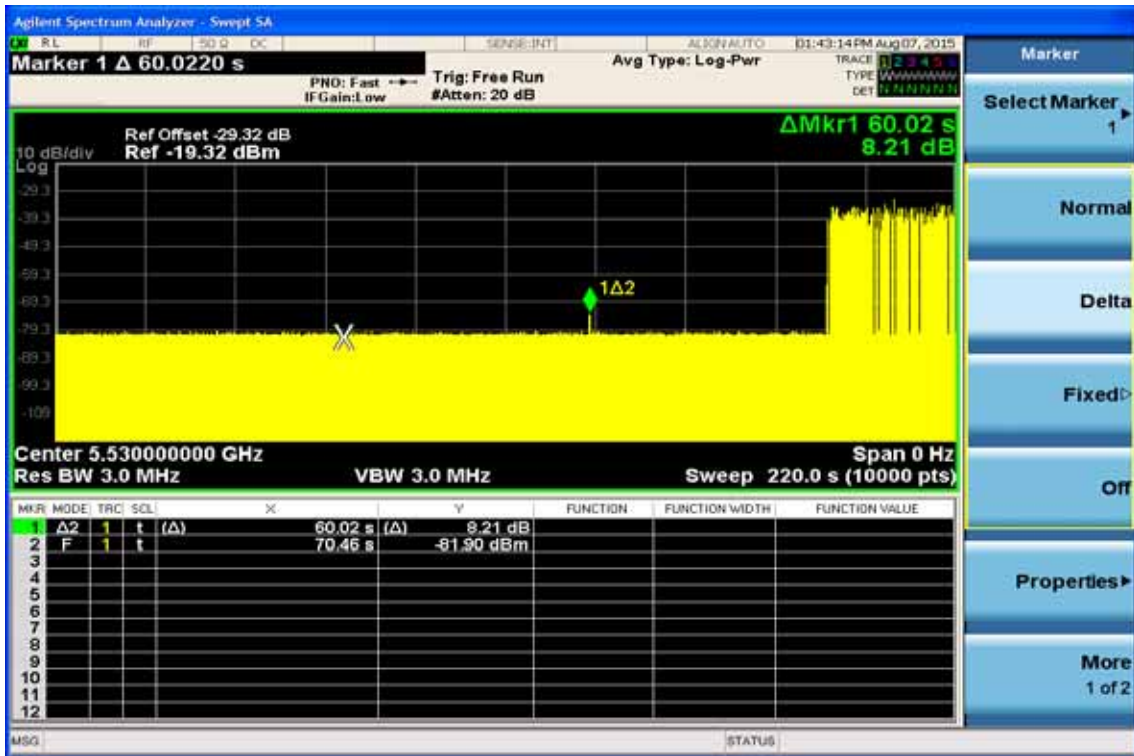 Agilent Spectrum Analyzer - Swept SA
RL RF 50 Ω DC SENSE:INT ALIGN AUTO 01:43:14 PM Aug 07, 2015
Marker 1 Δ 60.0220 s
PNO: Fast
IFGain:Low
Trig: Free Run
#Atten: 20 dB
Avg Type: Log-Pwr
TRACE 1 2 3 4 5 6
TYPE WWWWWW
DET N N N N N N
Marker
Select Marker
1
Normal
Delta
Fixed
Off
Properties
More
1 of 2
ΔMkr1 60.02 s
8.21 dB
Ref Offset -29.32 dB
10 dB/div Ref -19.32 dBm
Log
-29.3
-39.3
-49.3
-59.3
-69.3
-79.3
-89.3
-99.3
-109
1Δ2
X
Center 5.530000000 GHz Span 0 Hz
Res BW 3.0 MHz VBW 3.0 MHz Sweep 220.0 s (10000 pts)
MKR MODE TRC SCL X Y FUNCTION FUNCTION WIDTH FUNCTION VALUE
1 Δ2 1 t (Δ) 60.02 s (Δ) 8.21 dB
2 F 1 t 70.46 s -81.90 dBm
3
4
5
6
7
8
9
10
11
12
MSG STATUS